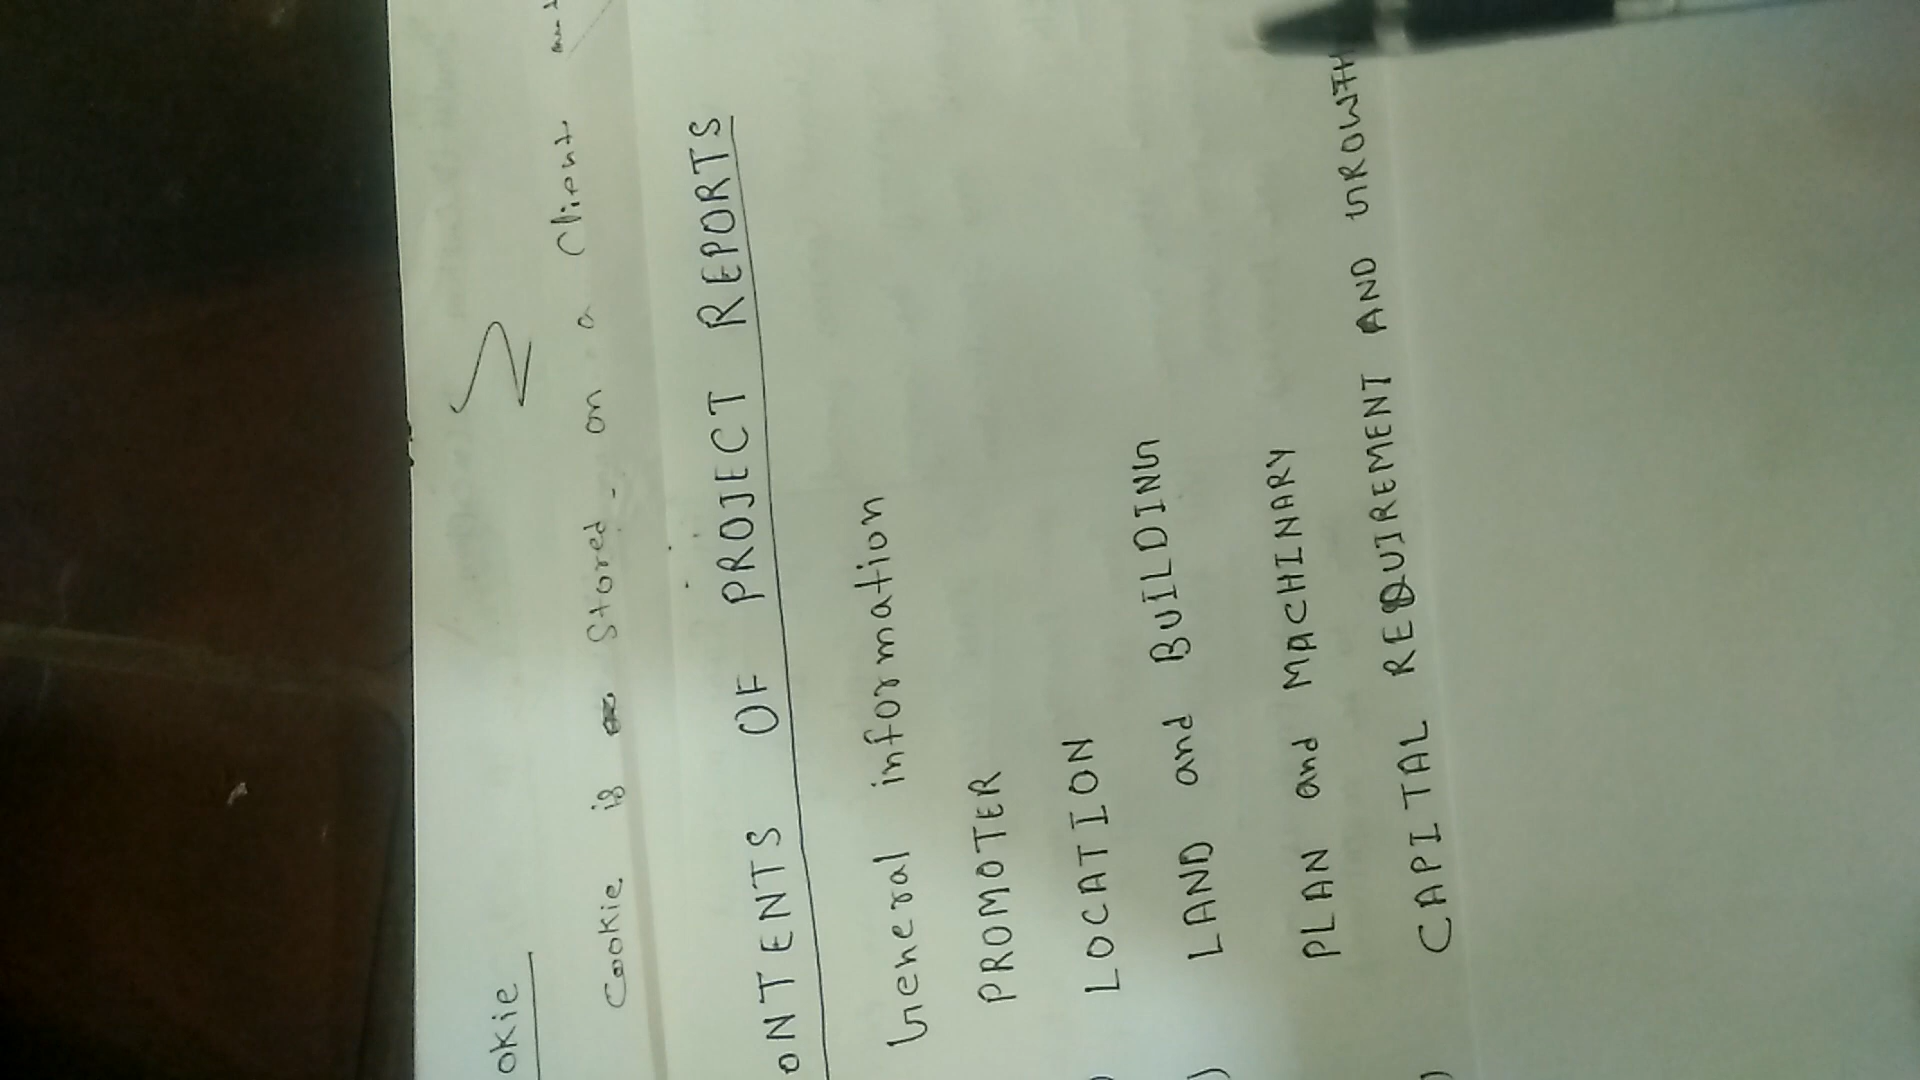 okie
Cookie is Stored on a Client
ONTENTS OF PROJECT REPORTS
General information
PROMOTER
) LOCATION
) LAND and BUILDING
PLAN and MACHINARY
) CAPITAL REQUIREMENT AND GROWTH